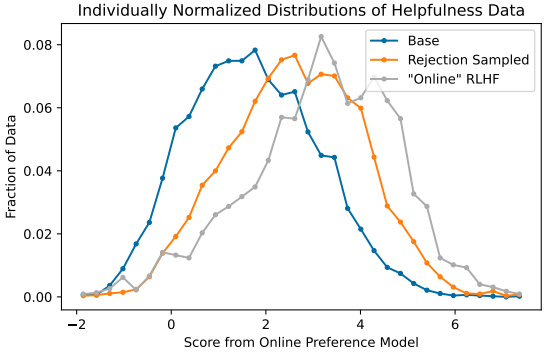 Individually Normalized Distributions of Helpfulness Data
Base
Rejection Sampled
"Online" RLHF
Fraction of Data
0.08
0.06
0.04
0.02
0.00
−2 0 2 4 6
Score from Online Preference Model